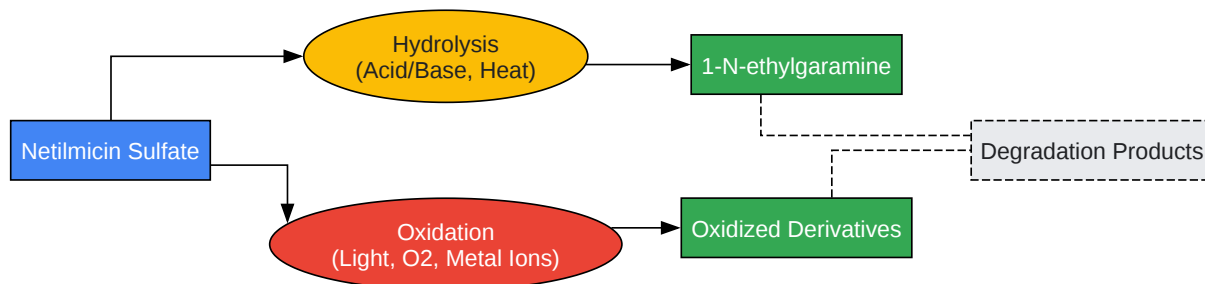 Hydrolysis
(Acid/Base, Heat)
1-N-ethylgaramine
Netilmicin Sulfate
Degradation Products
Oxidation
(Light, O2, Metal Ions)
Oxidized Derivatives